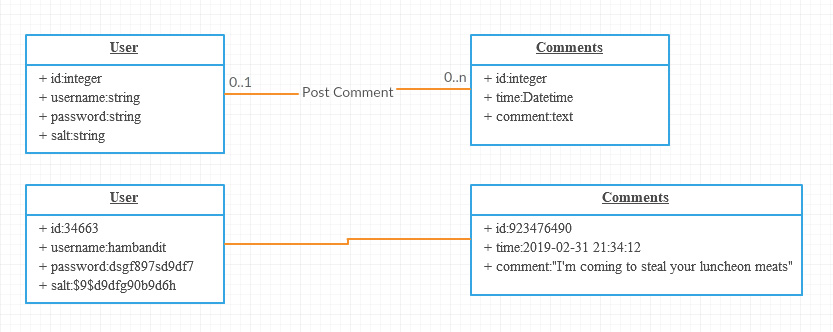 User
+ id:integer
+ username:string
+ password:string
+ salt:string
0..1
Post Comment
0..n
Comments
+ id:integer
+ time:Datetime
+ comment:text
User
+ id:34663
+ username:hambandit
+ password:dsgf897sd9df7
+ salt:$9$d9dfg90b9d6h
Comments
+ id:923476490
+ time:2019-02-31 21:34:12
+ comment:"I'm coming to steal your luncheon meats"